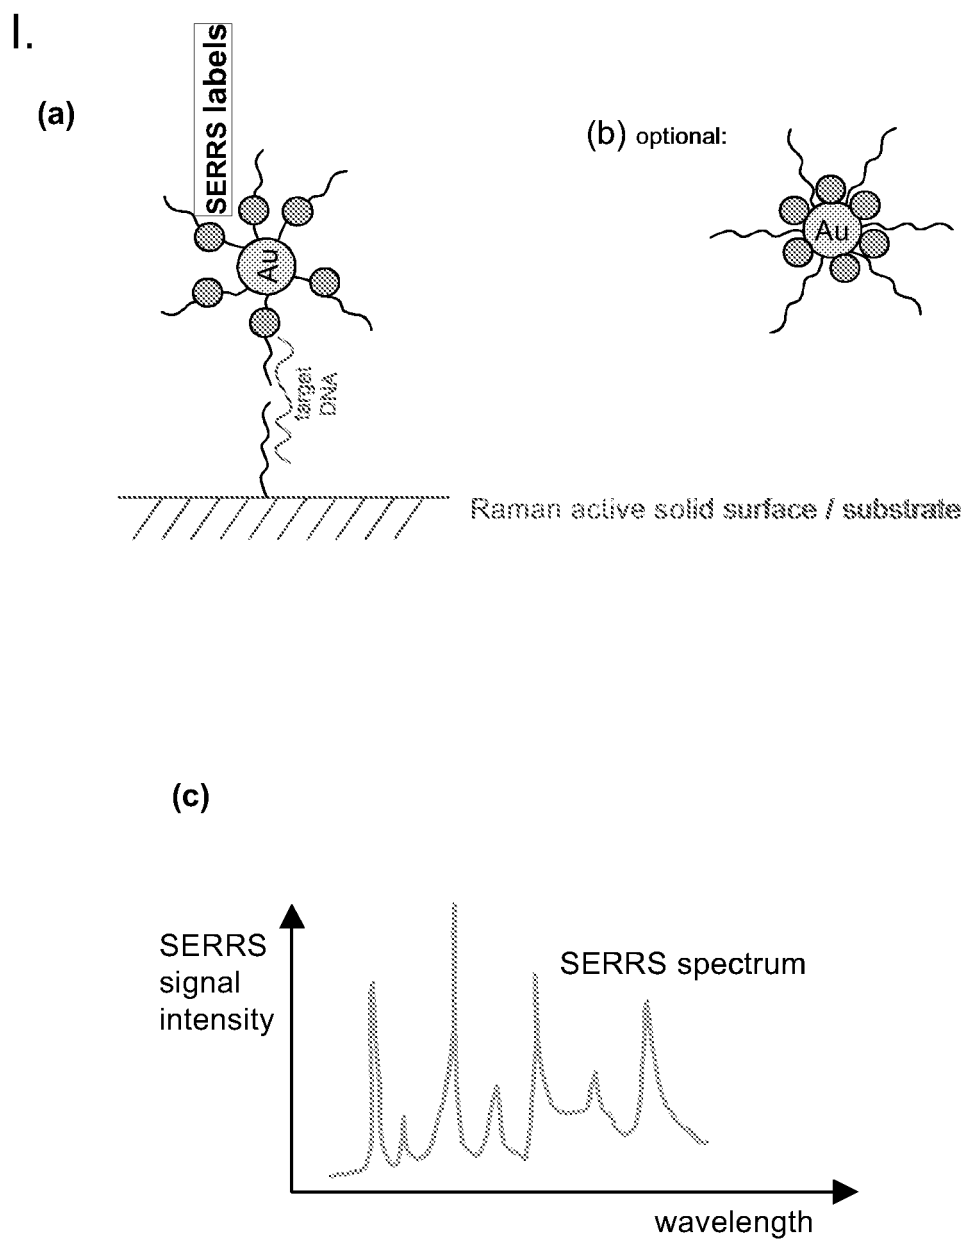 I.
(a)
SERRS labels
Au
target
DNA
Raman active solid surface / substrate
(b) optional:
Au
(c)
SERRS
signal
intensity
SERRS spectrum
wavelength